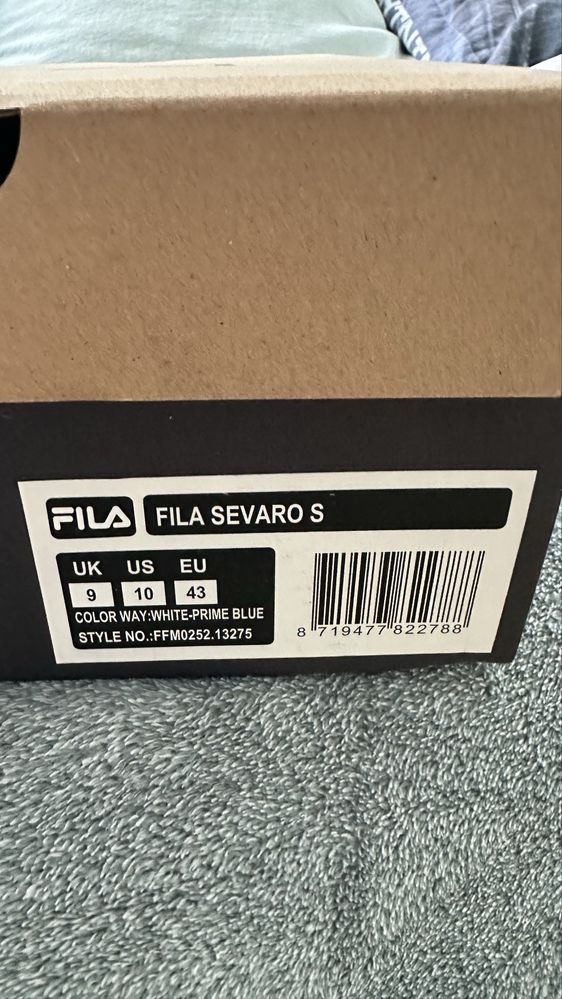 FILA
FILA SEVARO S
UK US EU
9 10 43
COLOR WAY:WHITE-PRIME BLUE
STYLE NO.:FFM0252.13275
8 719477 822788